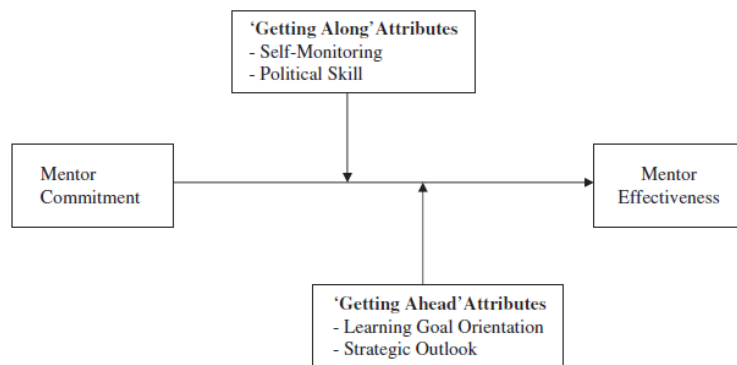 ‘Getting Along’ Attributes
- Self-Monitoring
- Political Skill
Mentor
Commitment
Mentor
Effectiveness
‘Getting Ahead’ Attributes
- Learning Goal Orientation
- Strategic Outlook